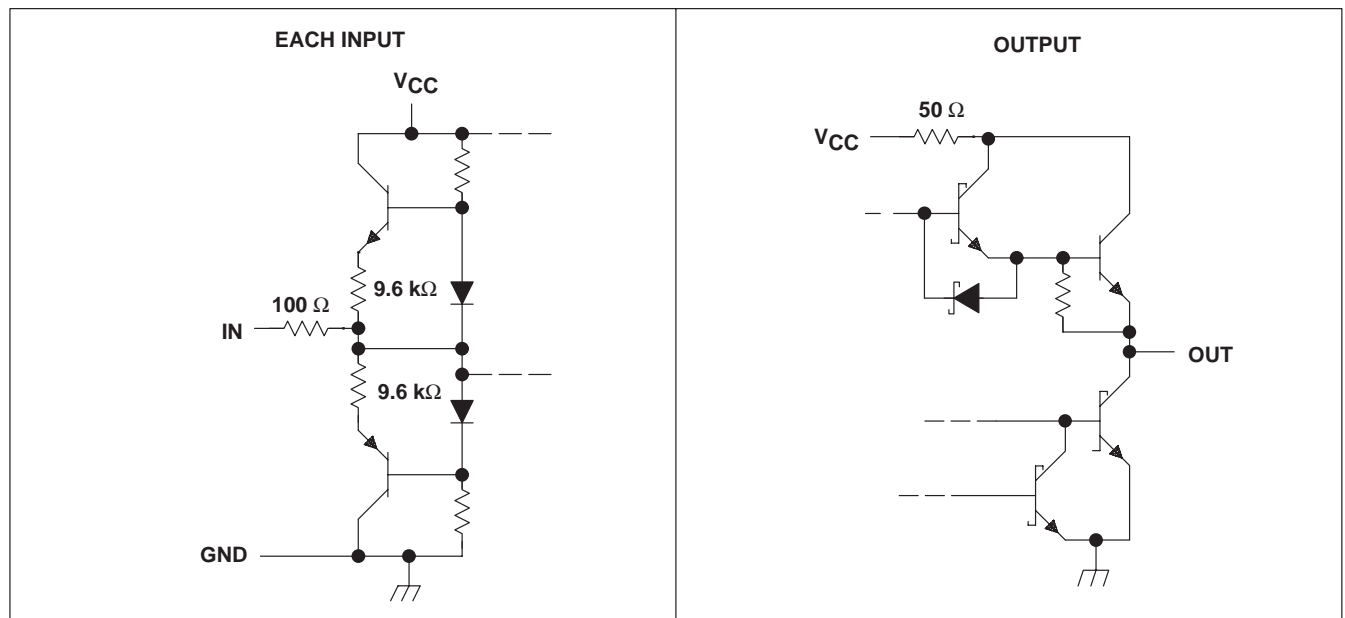 EACH INPUT
VCC
9.6 kΩ
100 Ω
IN
9.6 kΩ
GND
OUTPUT
50 Ω
VCC
OUT